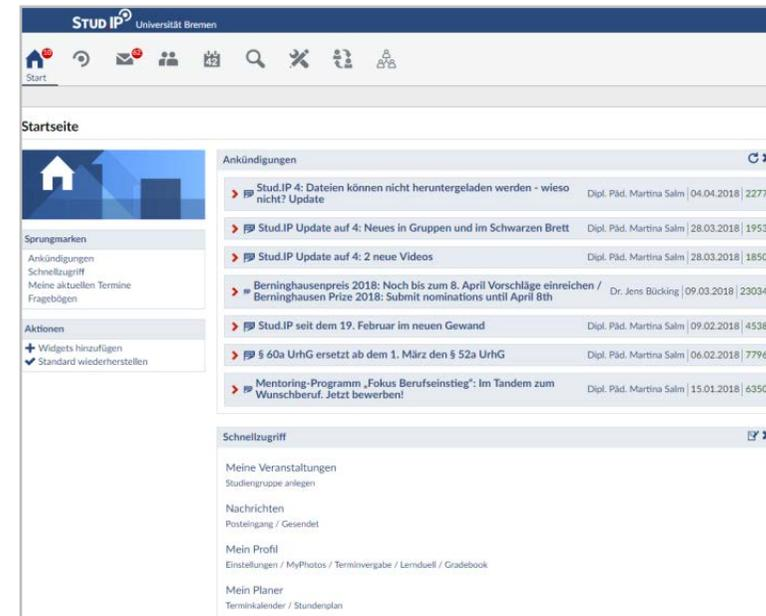 STUD IP Universität Bremen
10
52
42
Start
Startseite
Sprungmarken
Ankündigungen
Schnellzugriff
Meine aktuellen Termine
Fragebögen
Aktionen
Widgets hinzufügen
Standard wiederherstellen
Ankündigungen
Stud.IP 4: Dateien können nicht heruntergeladen werden - wieso
nicht? Update
Dipl. Päd. Martina Salm 04.04.2018 2277
Stud.IP Update auf 4: Neues in Gruppen und im Schwarzen Brett Dipl. Päd. Martina Salm 28.03.2018 1953
Stud.IP Update auf 4: 2 neue Videos Dipl. Päd. Martina Salm 28.03.2018 1850
Berninghausenpreis 2018: Noch bis zum 8. April Vorschläge einreichen /
Berninghausen Prize 2018: Submit nominations until April 8th
Dr. Jens Bücking 09.03.2018 23034
Stud.IP seit dem 19. Februar im neuen Gewand Dipl. Päd. Martina Salm 09.02.2018 4538
§ 60a UrhG ersetzt ab dem 1. März den § 52a UrhG Dipl. Päd. Martina Salm 06.02.2018 7796
Mentoring-Programm „Fokus Berufseinstieg": Im Tandem zum
Wunschberuf. Jetzt bewerben!
Dipl. Päd. Martina Salm 15.01.2018 6350
Schnellzugriff
Meine Veranstaltungen
Studiengruppe anlegen
Nachrichten
Posteingang / Gesendet
Mein Profil
Einstellungen / MyPhotos / Terminvergabe / Lernduell / Gradebook
Mein Planer
Terminkalender / Stundenplan